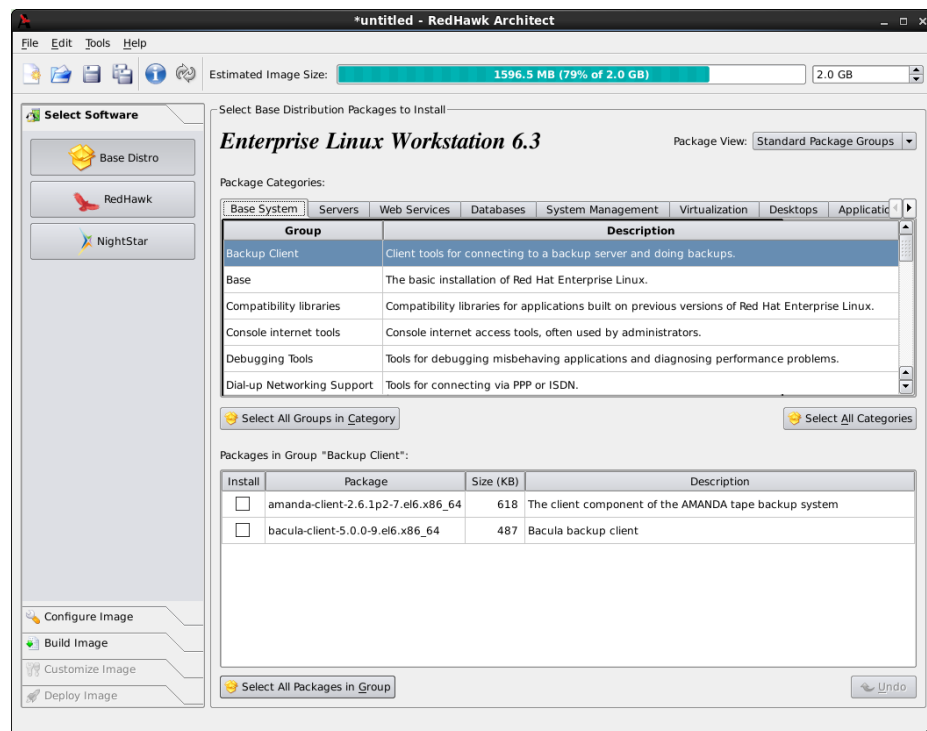 *untitled - RedHawk Architect
File Edit Tools Help
Estimated Image Size: 1596.5 MB (79% of 2.0 GB) 2.0 GB
Select Software
Base Distro
RedHawk
NightStar
Configure Image
Build Image
Customize Image
Deploy Image
Select Base Distribution Packages to Install
Enterprise Linux Workstation 6.3
Package View: Standard Package Groups
Package Categories:
Base System Servers Web Services Databases System Management Virtualization Desktops Applicatio
Group Description
Backup Client Client tools for connecting to a backup server and doing backups.
Base The basic installation of Red Hat Enterprise Linux.
Compatibility libraries Compatibility libraries for applications built on previous versions of Red Hat Enterprise Linux.
Console internet tools Console internet access tools, often used by administrators.
Debugging Tools Tools for debugging misbehaving applications and diagnosing performance problems.
Dial-up Networking Support Tools for connecting via PPP or ISDN.
Select All Groups in Category Select All Categories
Packages in Group "Backup Client":
Install Package Size (KB) Description
amanda-client-2.6.1p2-7.el6.x86_64 618 The client component of the AMANDA tape backup system
bacula-client-5.0.0-9.el6.x86_64 487 Bacula backup client
Select All Packages in Group Undo